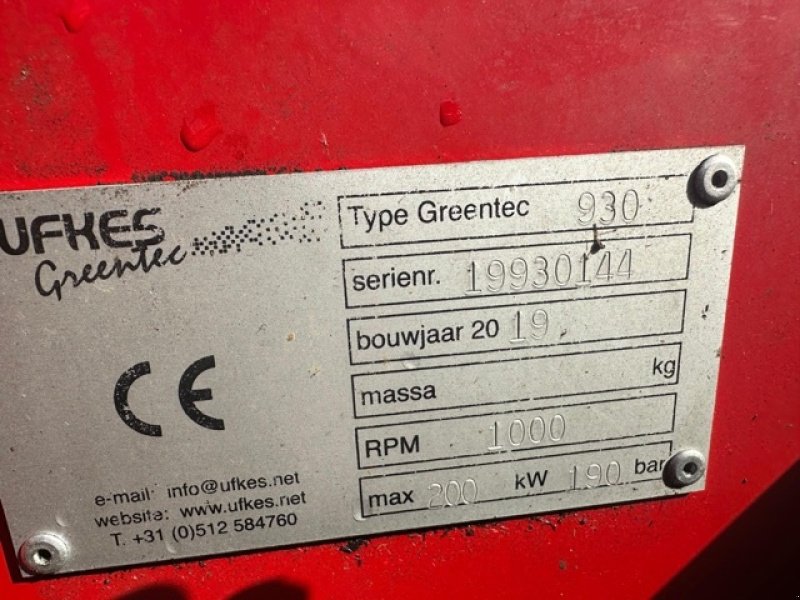 UFKES
Greentec
Type Greentec 930
serienr. 19930144
bouwjaar 20 19
massa kg
RPM 1000
max 200 kW 190 bar
CE
e-mail: info@ufkes.net
website: www.ufkes.net
T. +31 (0)512 584760